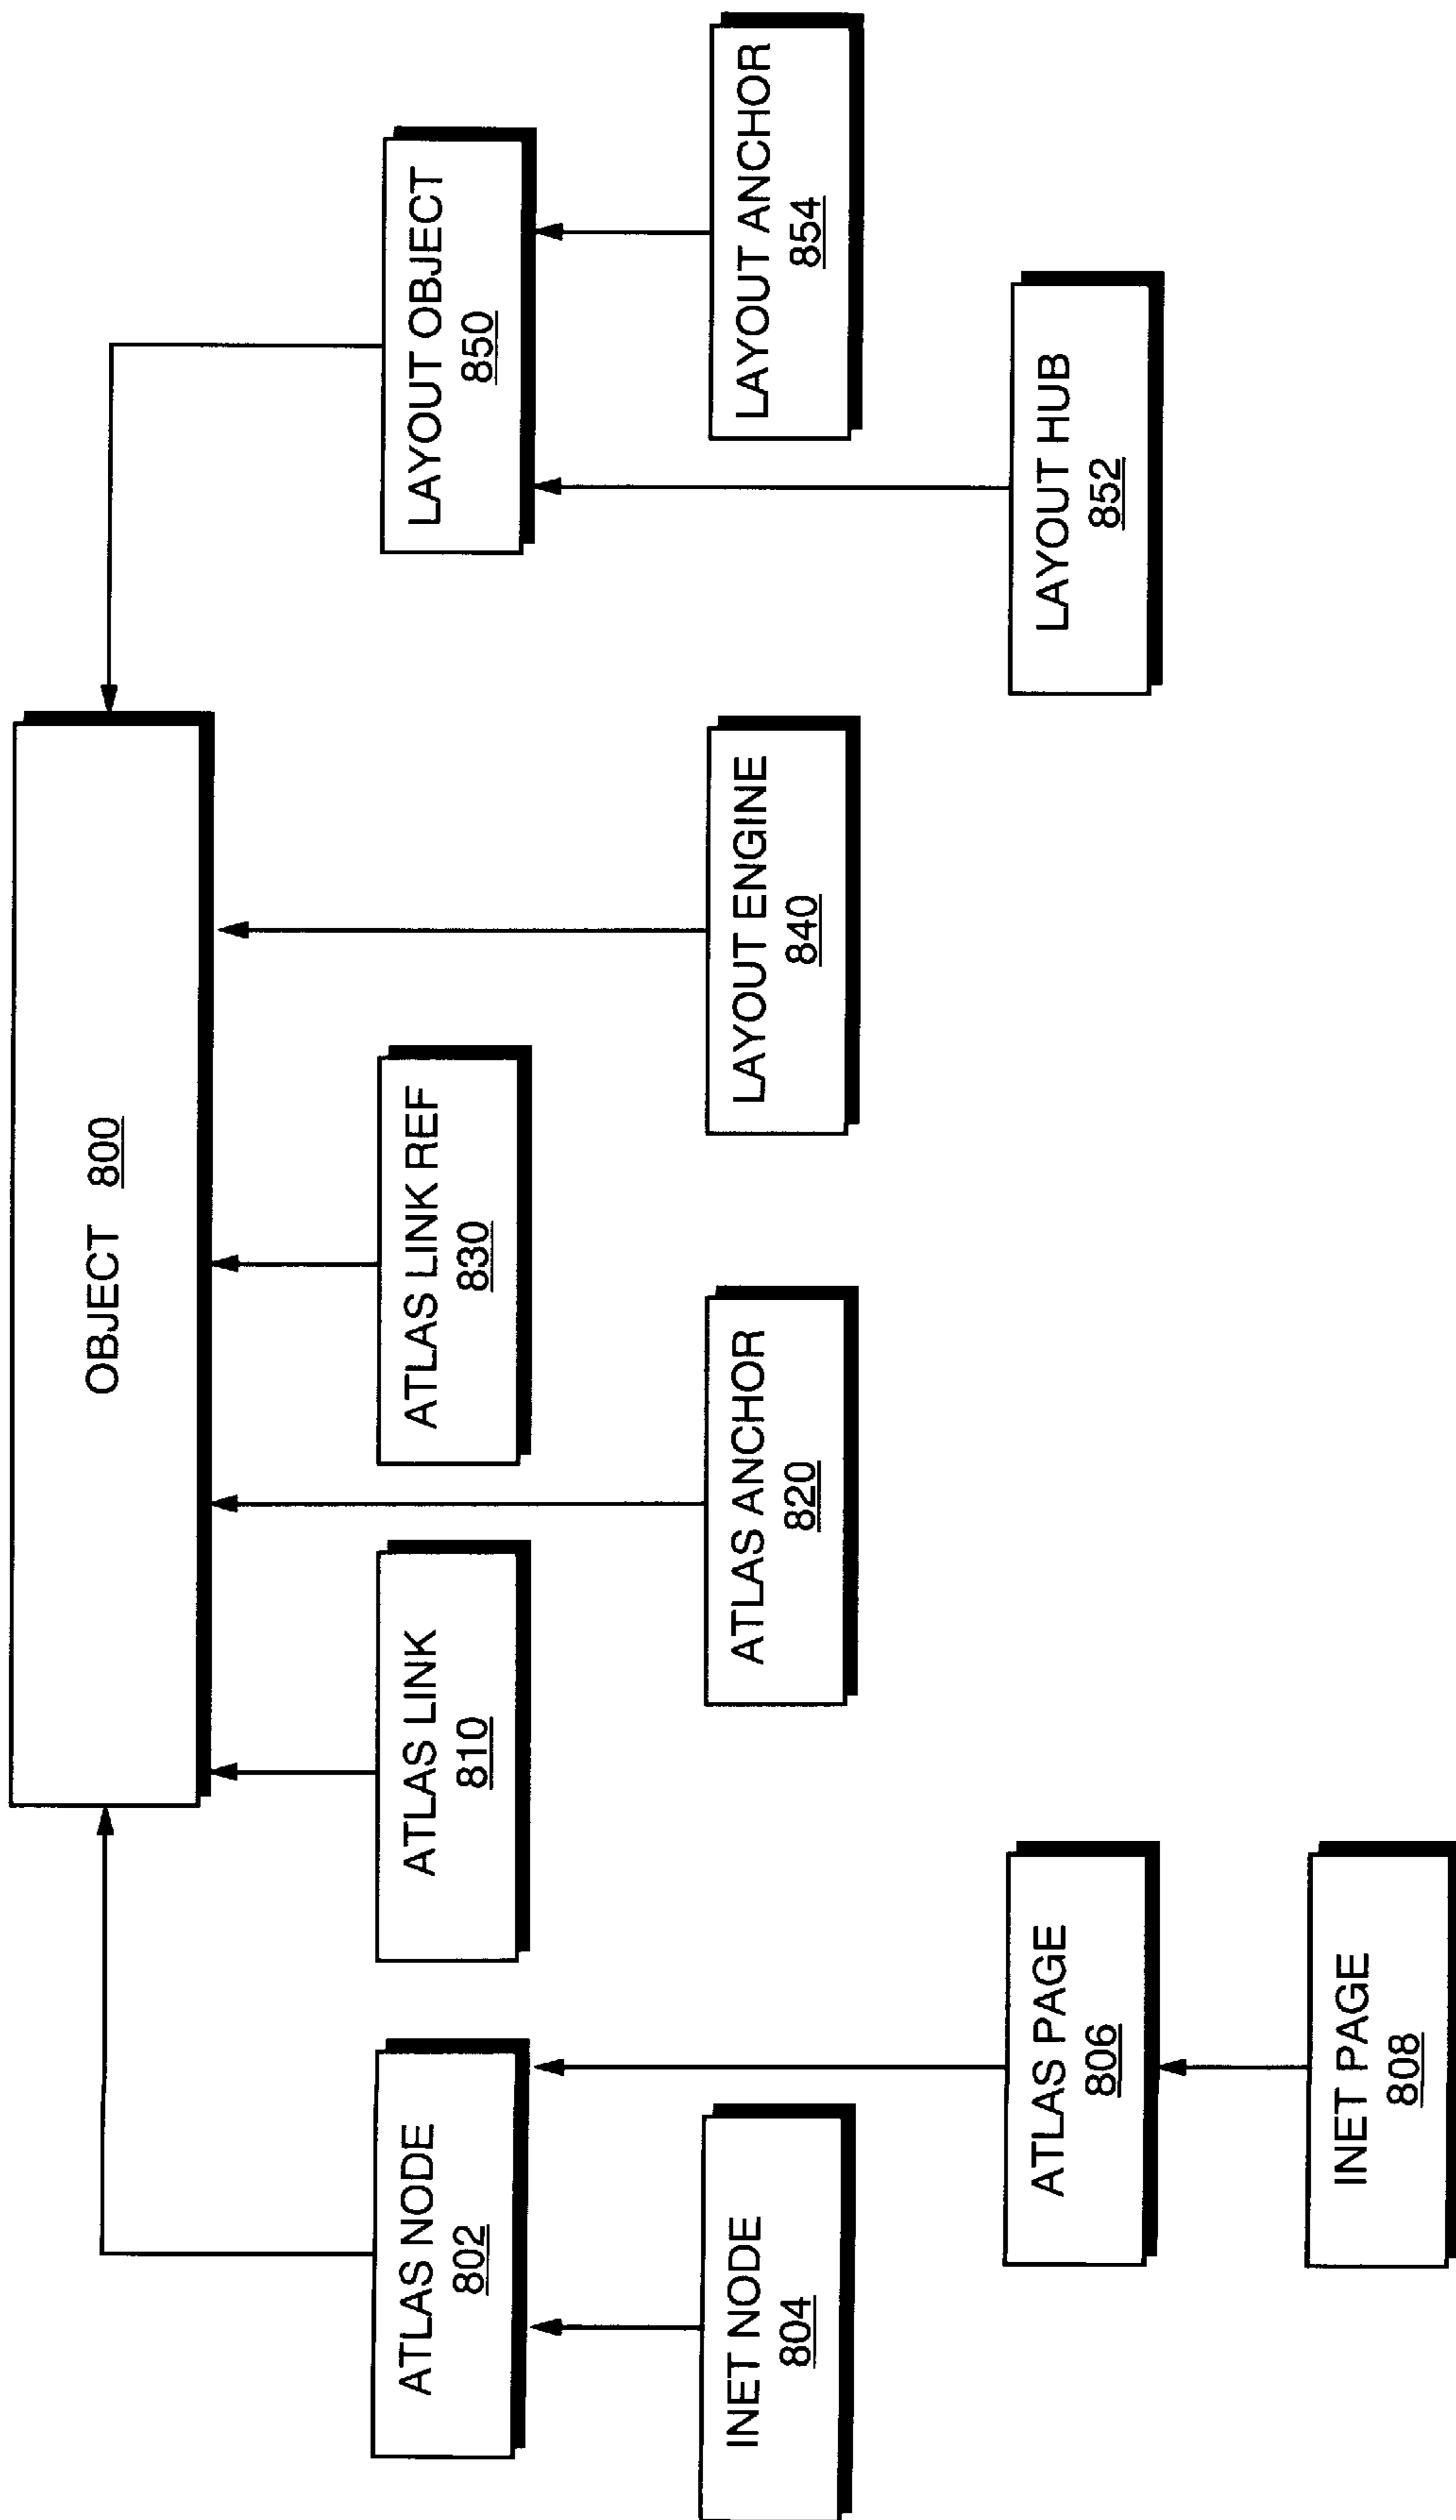 OBJECT 800
ATLAS NODE
802
ATLAS LINK
810
ATLAS LINK REF
830
LAYOUT OBJECT
850
INET NODE
804
ATLAS ANCHOR
820
LAYOUT ENGINE
840
LAYOUT ANCHOR
854
ATLAS PAGE
806
LAYOUT HUB
852
INET PAGE
808